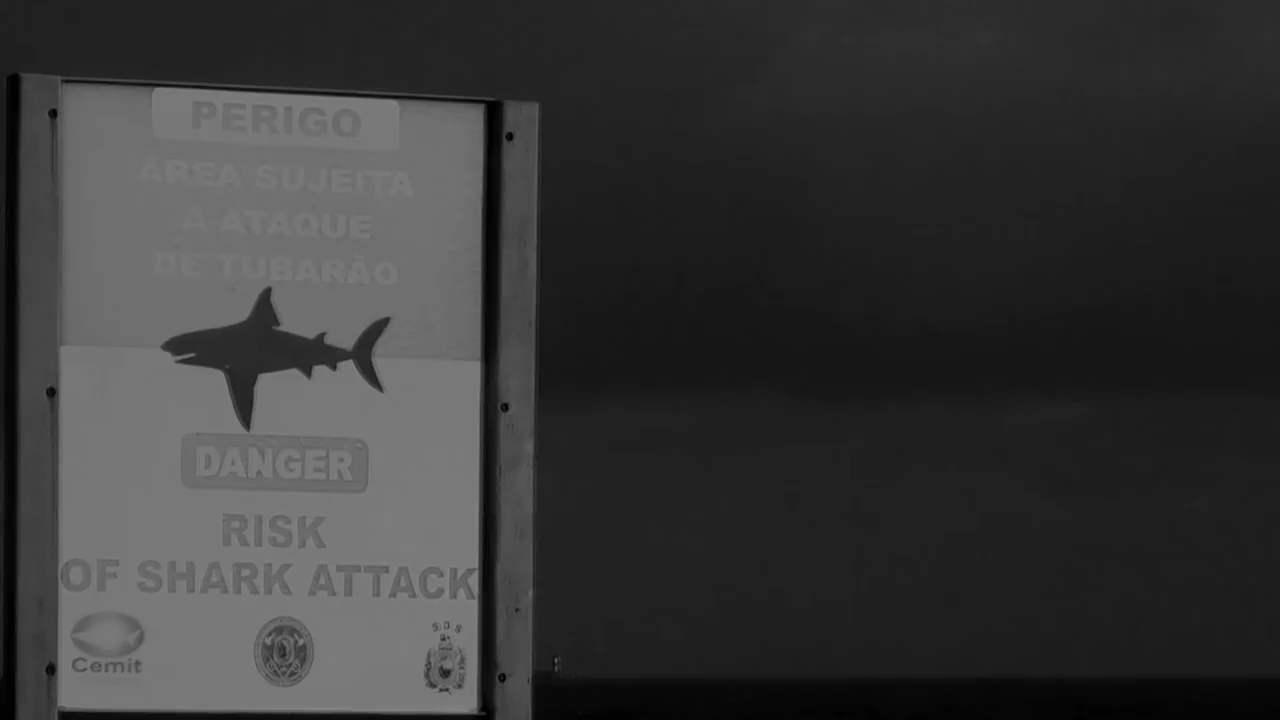 PERIGO
ÁREA SUJEITA
A ATAQUE
DE TUBARÃO
DANGER
RISK
OF SHARK ATTACK
Cemit
S.D.S